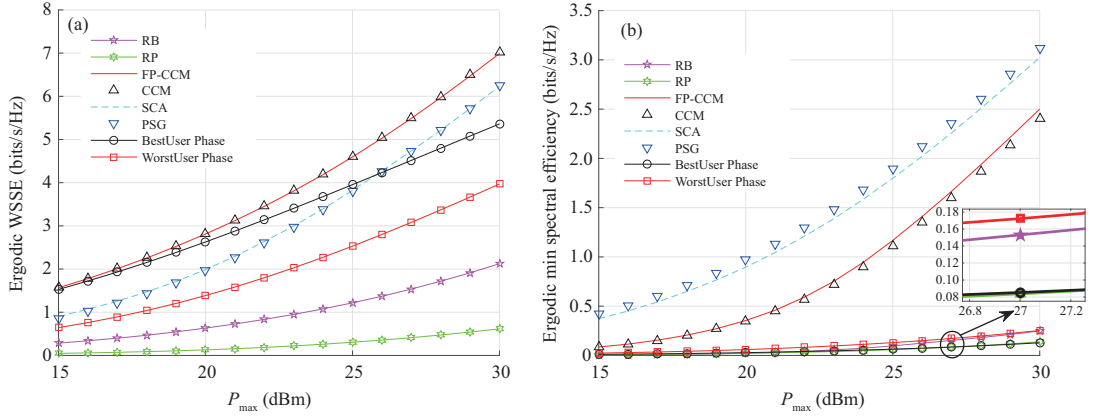 (a)
Ergodic WSSE (bits/s/Hz)
8
7
6
5
4
3
2
1
0
RB
RP
FP-CCM
CCM
SCA
PSG
BestUser Phase
WorstUser Phase
15
20
25
30
P_max (dBm)
(b)
Ergodic min spectral efficiency (bits/s/Hz)
3.5
3.0
2.5
2.0
1.5
1.0
0.5
0
RB
RP
FP-CCM
CCM
SCA
PSG
BestUser Phase
WorstUser Phase
0.18
0.16
0.14
0.12
0.10
0.08
26.8
27
27.2
15
20
25
30
P_max (dBm)